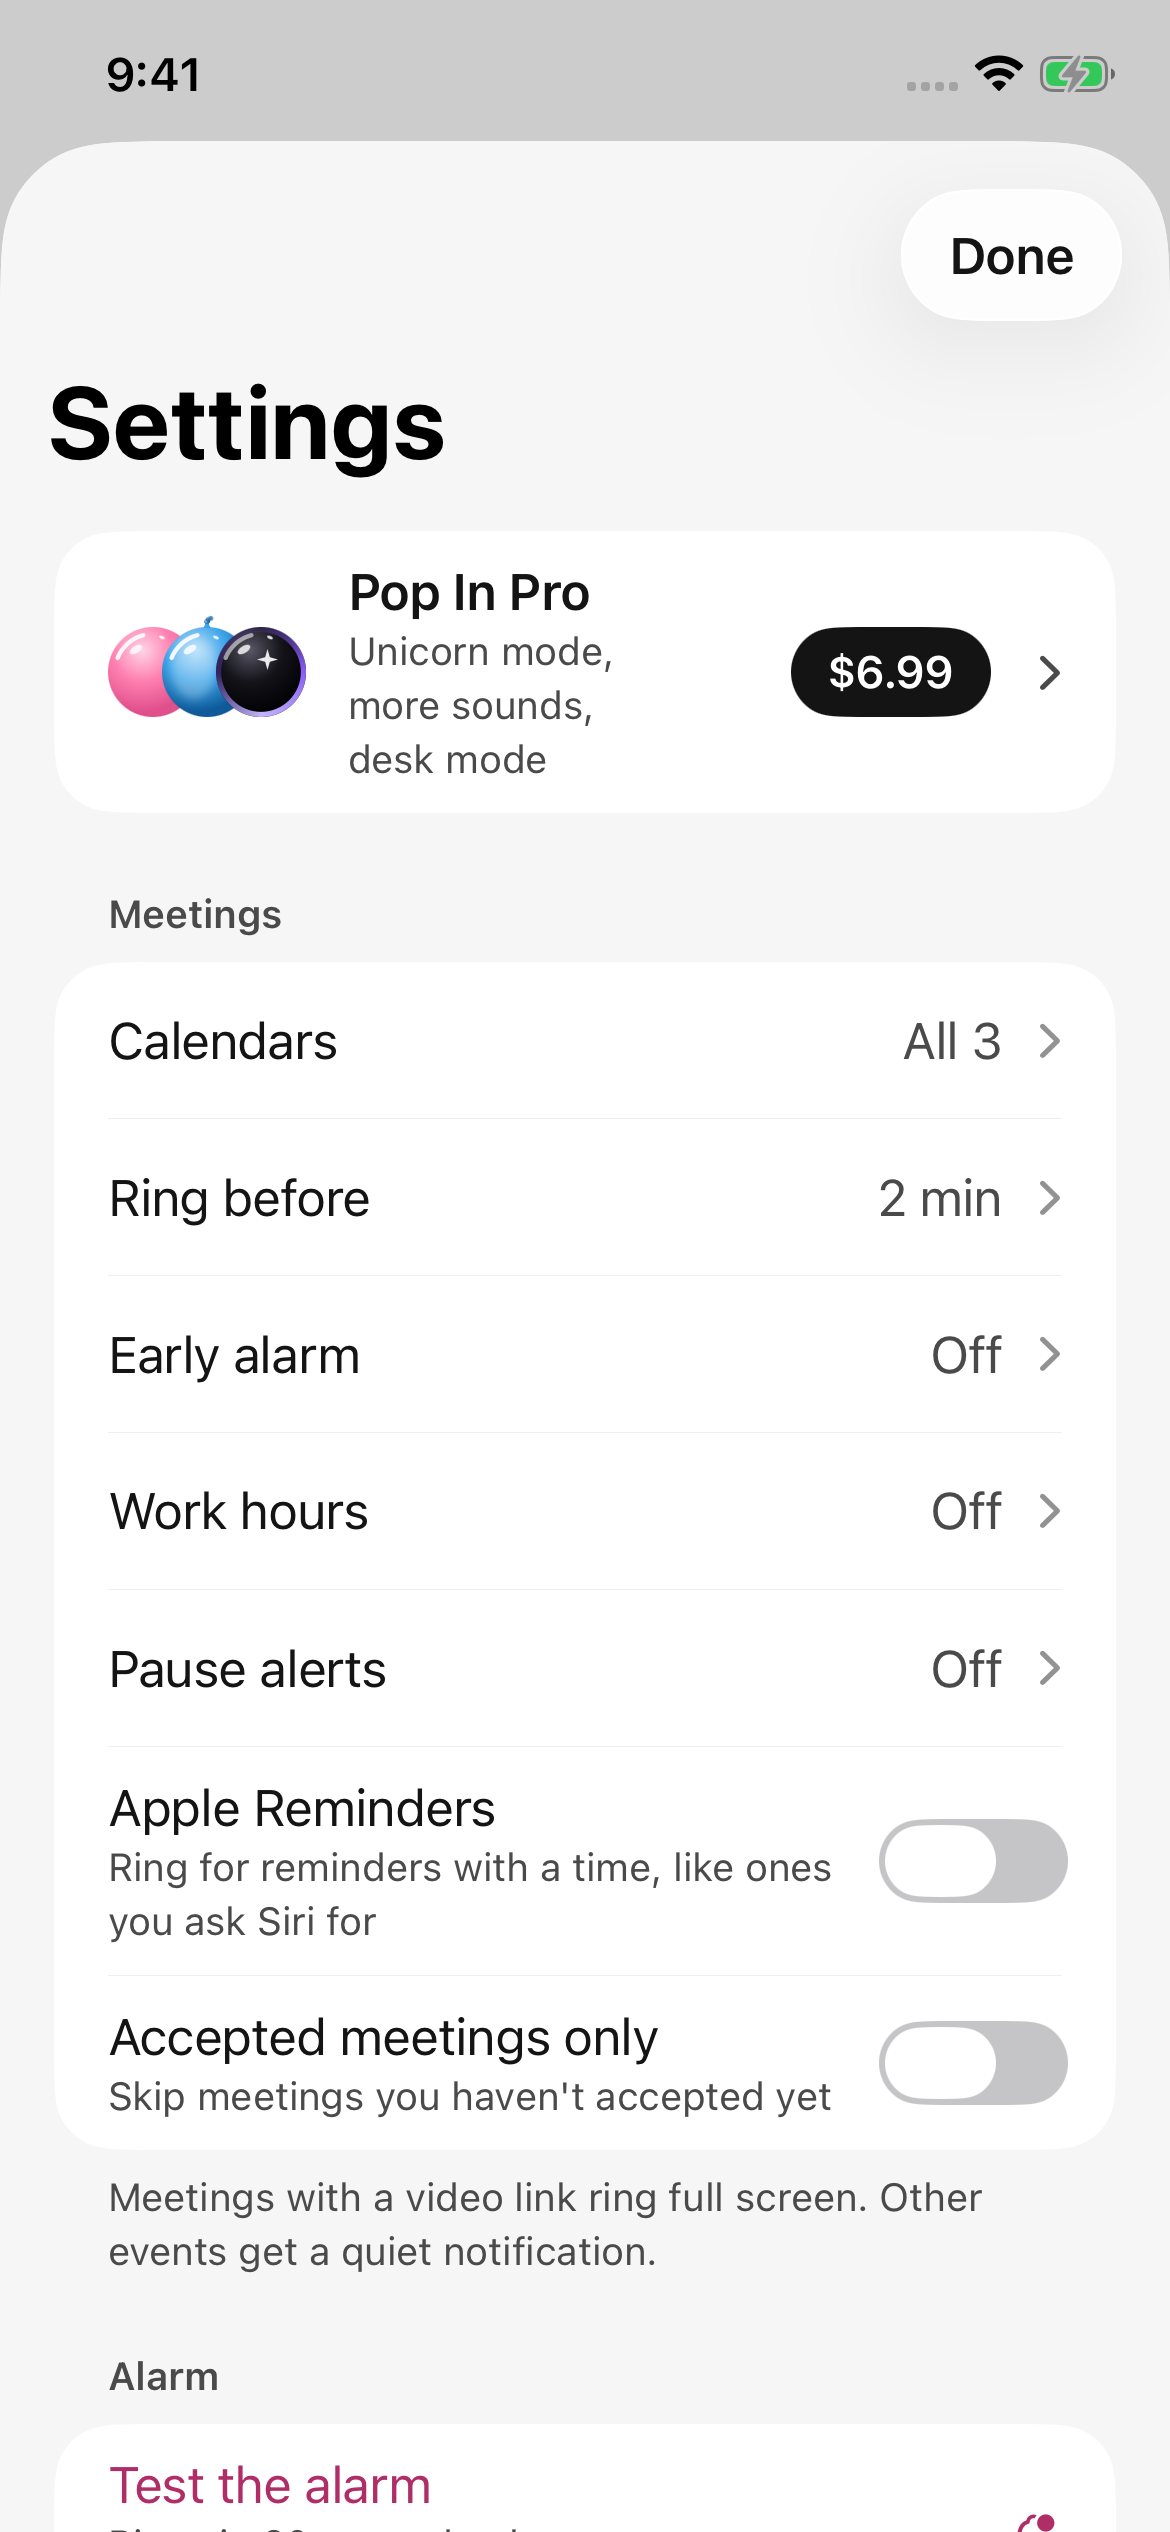 9:41
Done
Settings
Pop In Pro
Unicorn mode,
more sounds,
desk mode
$6.99
Meetings
Calendars All 3
Ring before 2 min
Early alarm Off
Work hours Off
Pause alerts Off
Apple Reminders
Ring for reminders with a time, like ones
you ask Siri for
Accepted meetings only
Skip meetings you haven't accepted yet
Meetings with a video link ring full screen. Other
events get a quiet notification.
Alarm
Test the alarm